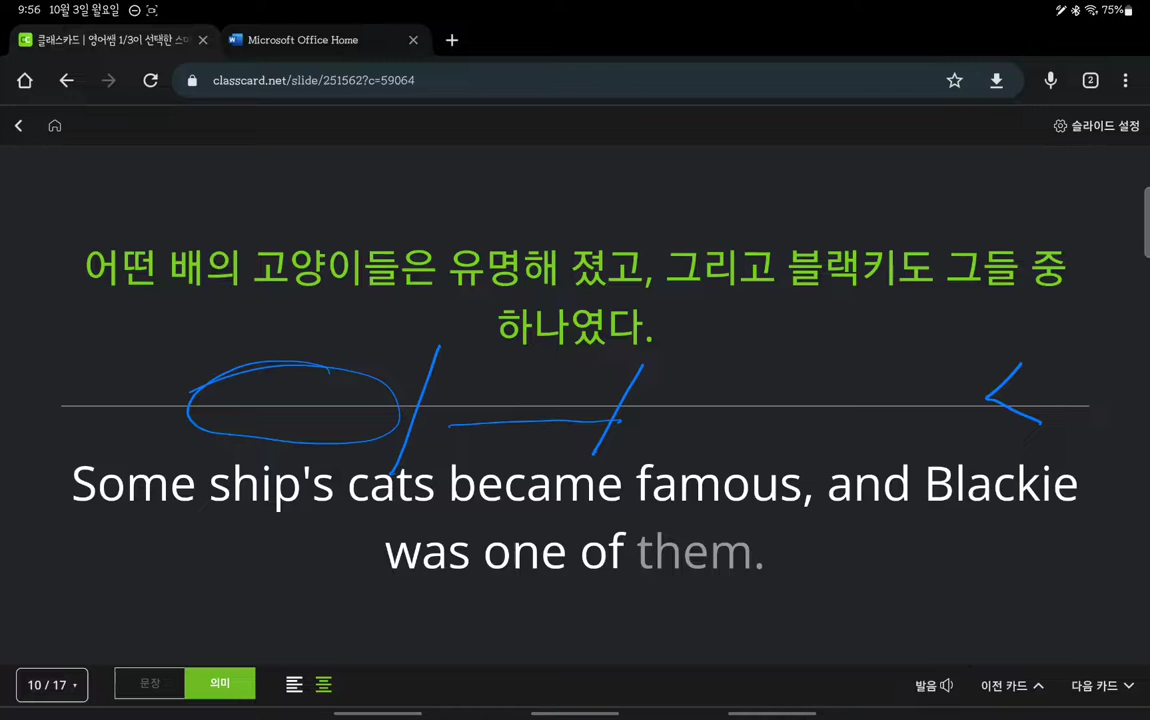 9:56 10월 3일 월요일 75%
클래스카드 | 영어쌤 1/3이 선택한 스마 Microsoft Office Home
classcard.net/slide/251562?c=59064 2
슬라이드 설정
어떤 배의 고양이들은 유명해 졌고, 그리고 블랙키도 그들 중
하나였다.
Some ship's cats became famous, and Blackie
was one of them.
10 / 17 문장 의미 발음 이전 카드 다음 카드